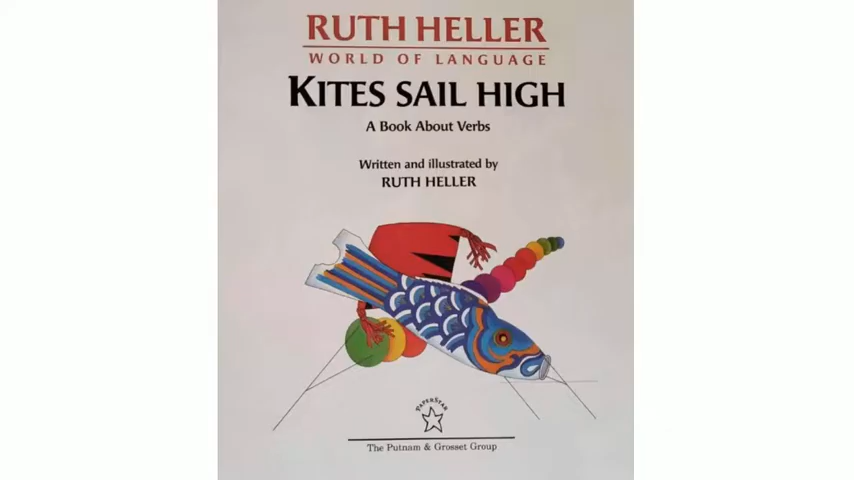 RUTH HELLER
WORLD OF LANGUAGE
KITES SAIL HIGH
A Book About Verbs
Written and illustrated by
RUTH HELLER
PAPERSTAR
The Putnam & Grosset Group